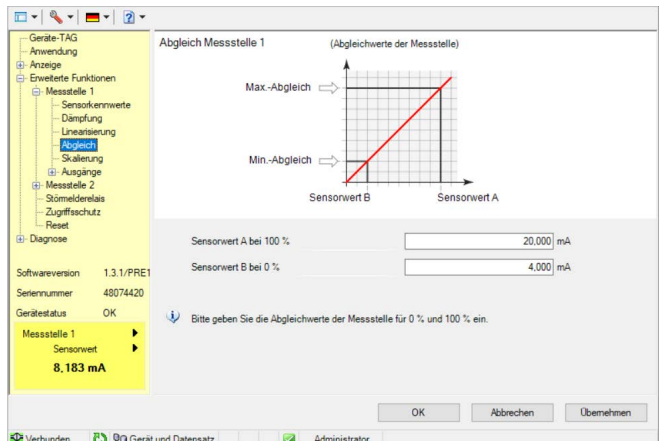 Geräte-TAG
Anwendung
Anzeige
Erweiterte Funktionen
Messstelle 1
Sensorkennwerte
Dämpfung
Linearisierung
Abgleich
Skalierung
Ausgänge
Messstelle 2
Störmelderelais
Zugriffsschutz
Reset
Diagnose
Softwareversion 1.3.1/PRE1
Seriennummer 48074420
Gerätestatus OK
Messstelle 1
Sensorwert
8,183 mA
Abgleich Messstelle 1
(Abgleichwerte der Messstelle)
Max.-Abgleich
Min.-Abgleich
Sensorwert B
Sensorwert A
Sensorwert A bei 100 % 20,000 mA
Sensorwert B bei 0 % 4,000 mA
Bitte geben Sie die Abgleichwerte der Messstelle für 0 % und 100 % ein.
OK Abbrechen Übernehmen
Verbunden Gerät und Datensatz Administrator